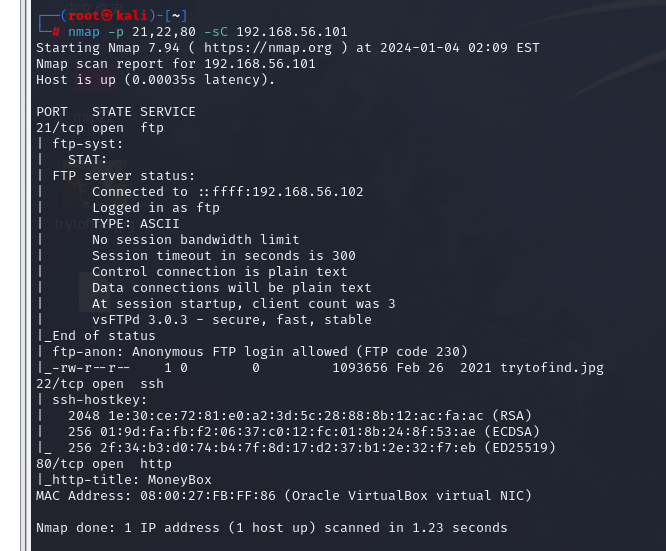 ┌──(root㉿kali)-[~]
└─# nmap -p 21,22,80 -sC 192.168.56.101
Starting Nmap 7.94 ( https://nmap.org ) at 2024-01-04 02:09 EST
Nmap scan report for 192.168.56.101
Host is up (0.00035s latency).

PORT   STATE SERVICE
21/tcp open  ftp
| ftp-syst:
|   STAT:
| FTP server status:
|      Connected to ::ffff:192.168.56.102
|      Logged in as ftp
|      TYPE: ASCII
|      No session bandwidth limit
|      Session timeout in seconds is 300
|      Control connection is plain text
|      Data connections will be plain text
|      At session startup, client count was 3
|      vsFTPd 3.0.3 - secure, fast, stable
|_End of status
| ftp-anon: Anonymous FTP login allowed (FTP code 230)
|_-rw-r--r--    1 0        0         1093656 Feb 26  2021 trytofind.jpg
22/tcp open  ssh
| ssh-hostkey:
|   2048 1e:30:ce:72:81:e0:a2:3d:5c:28:88:8b:12:ac:fa:ac (RSA)
|   256 01:9d:fa:fb:f2:06:37:c0:12:fc:01:8b:24:8f:53:ae (ECDSA)
|_  256 2f:34:b3:d0:74:b4:7f:8d:17:d2:37:b1:2e:32:f7:eb (ED25519)
80/tcp open  http
|_http-title: MoneyBox
MAC Address: 08:00:27:FB:FF:86 (Oracle VirtualBox virtual NIC)

Nmap done: 1 IP address (1 host up) scanned in 1.23 seconds